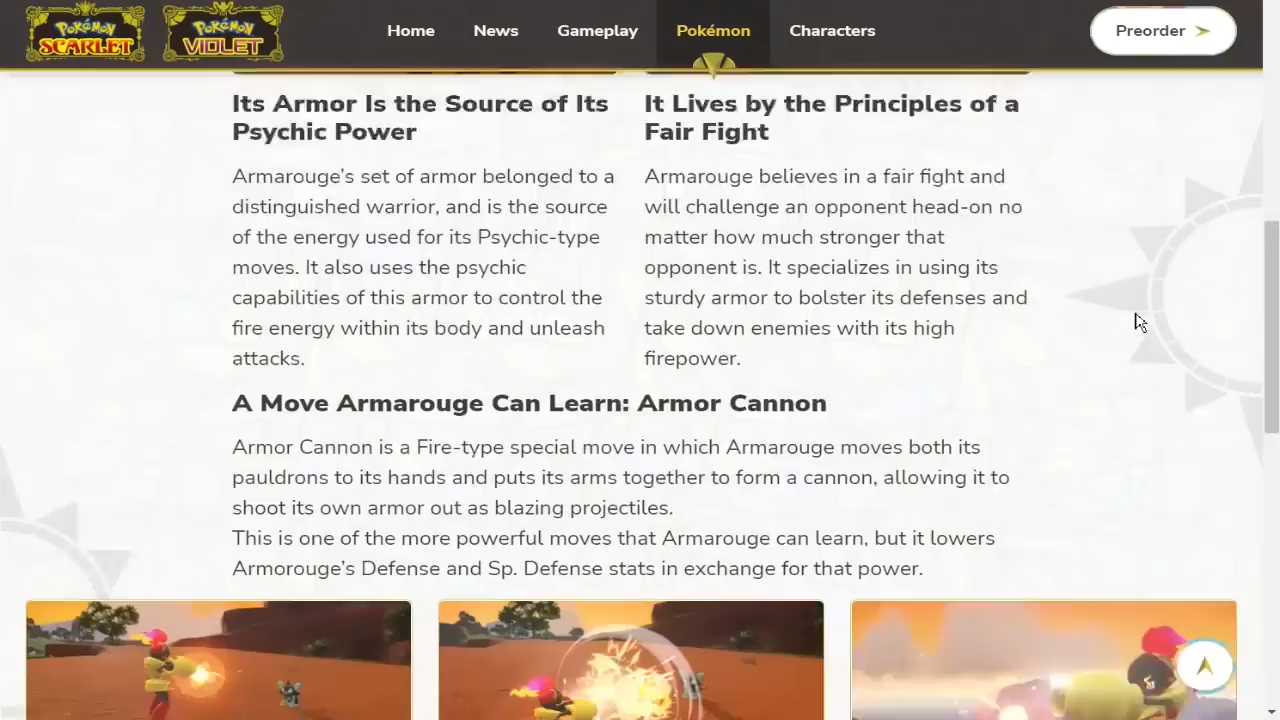 Pokémon
SCARLET
Pokémon
VIOLET
Home
News
Gameplay
Pokémon
Characters
Preorder
Its Armor Is the Source of Its
Psychic Power
Armarouge’s set of armor belonged to a
distinguished warrior, and is the source
of the energy used for its Psychic-type
moves. It also uses the psychic
capabilities of this armor to control the
fire energy within its body and unleash
attacks.
It Lives by the Principles of a
Fair Fight
Armarouge believes in a fair fight and
will challenge an opponent head-on no
matter how much stronger that
opponent is. It specializes in using its
sturdy armor to bolster its defenses and
take down enemies with its high
firepower.
A Move Armarouge Can Learn: Armor Cannon
Armor Cannon is a Fire-type special move in which Armarouge moves both its
pauldrons to its hands and puts its arms together to form a cannon, allowing it to
shoot its own armor out as blazing projectiles.
This is one of the more powerful moves that Armarouge can learn, but it lowers
Armorouge’s Defense and Sp. Defense stats in exchange for that power.